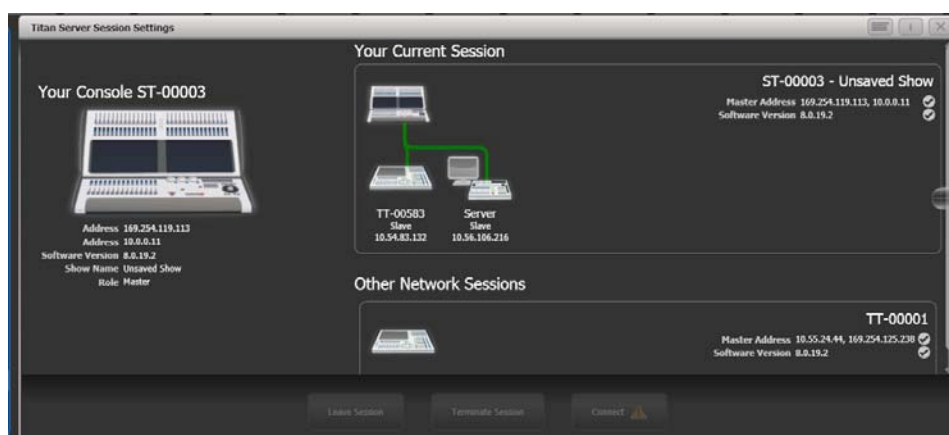 Titan Server Session Settings
Your Console ST-00003
Address 169.254.119.113
Address 10.0.0.11
Software Version 8.0.19.2
Show Name Unsaved Show
Role Master
Your Current Session
ST-00003 - Unsaved Show
Master Address 169.254.119.113, 10.0.0.11
Software Version 8.0.19.2
TT-00583
Slave
10.54.83.132
Server
Slave
10.56.106.216
Other Network Sessions
TT-00001
Master Address 10.55.24.44, 169.254.125.238
Software Version 8.0.19.2
Leave Session
Terminate Session
Connect